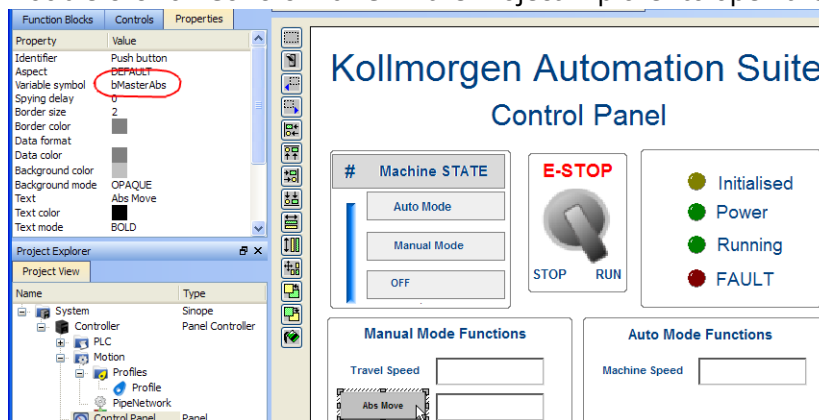 Function Blocks Controls Properties
Property Value
Identifier Push button
Aspect DEFAULT
Variable symbol bMasterAbs
Spying delay 0
Border size 2
Border color
Data format
Data color
Background color
Background mode OPAQUE
Text Abs Move
Text color
Text mode BOLD
Project Explorer
Project View
Name Type
System Sinope
Controller Panel Controller
PLC
Motion
Profiles
Profile
PipeNetwork
Control Panel Panel
Kollmorgen Automation Suite
Control Panel
# Machine STATE
Auto Mode
Manual Mode
OFF
E-STOP
STOP RUN
Initialised
Power
Running
FAULT
Manual Mode Functions
Travel Speed
Abs Move
Auto Mode Functions
Machine Speed